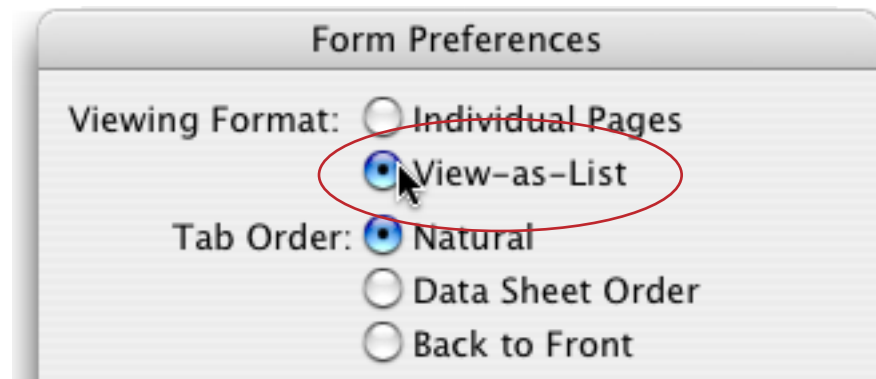 Form Preferences
Viewing Format: Individual Pages
View-as-List
Tab Order: Natural
Data Sheet Order
Back to Front